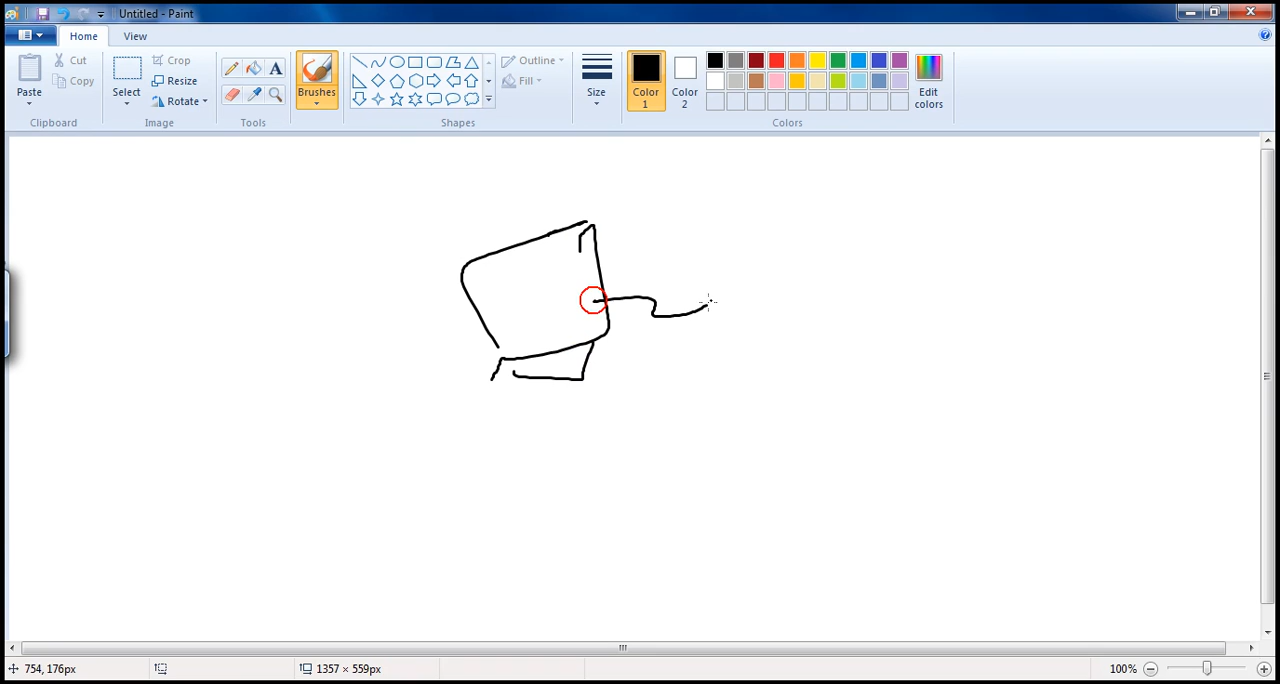 Untitled - Paint
Home View
Paste
Cut
Copy
Clipboard
Select
Crop
Resize
Rotate
Image
A
Tools
Brushes
Outline
Fill
Shapes
Size
Color 1
Color 2
Edit colors
Colors
754, 176px
1357 × 559px
100%